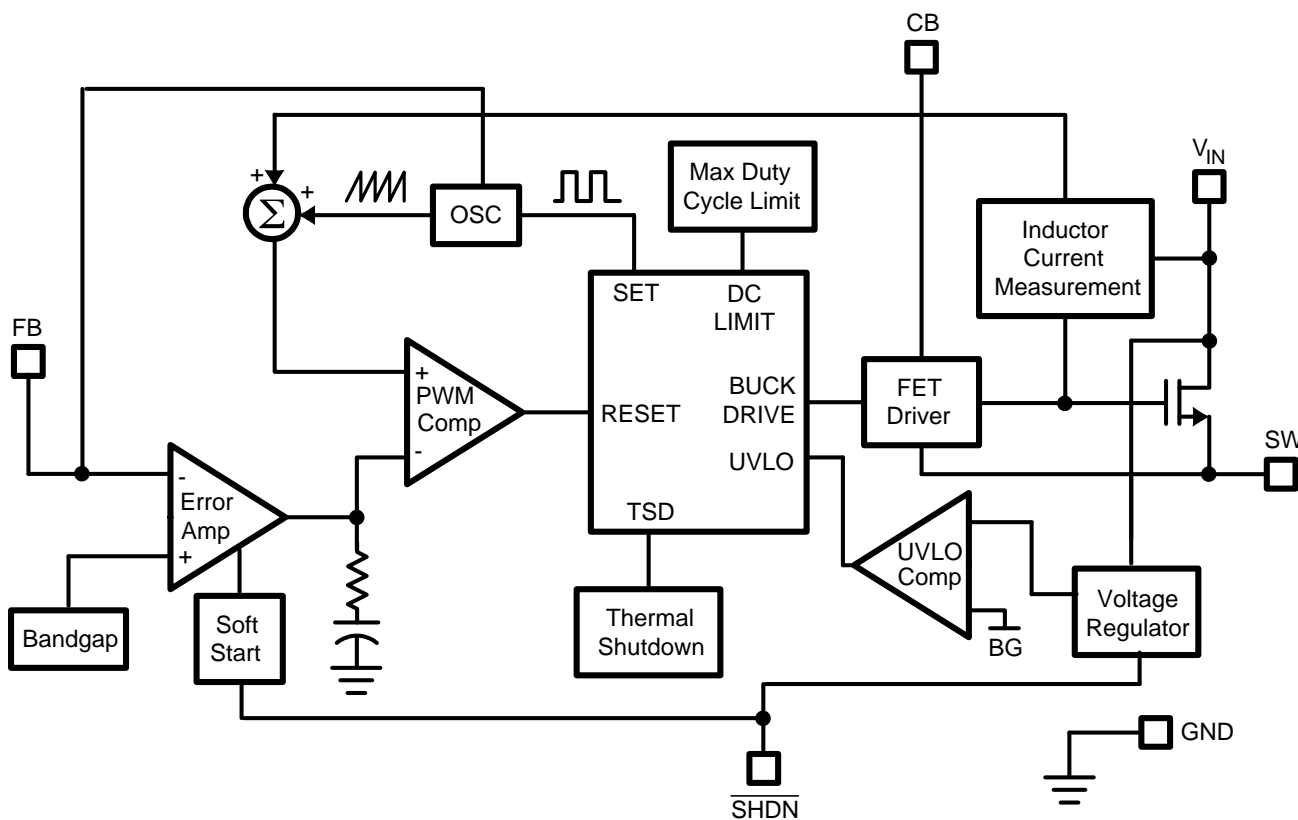 CB
V_IN
Max Duty
Cycle Limit
+
+
Σ
OSC
Inductor
Current
Measurement
SET
DC
LIMIT
FB
+
PWM
Comp
-
RESET
BUCK
DRIVE
FET
Driver
UVLO
SW
-
Error
Amp
+
TSD
UVLO
Comp
Bandgap
Soft
Start
Thermal
Shutdown
BG
Voltage
Regulator
GND
SHDN